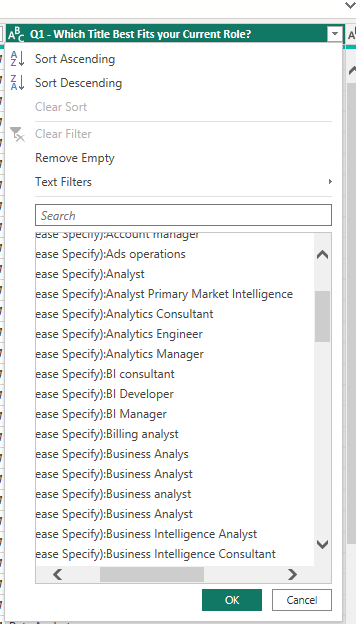 ABC Q1 - Which Title Best Fits your Current Role?
Sort Ascending
Sort Descending
Clear Sort
Clear Filter
Remove Empty
Text Filters
Search
ease Specify):Account manager
ease Specify):Ads operations
ease Specify):Analyst
ease Specify):Analyst Primary Market Intelligence
ease Specify):Analytics Consultant
ease Specify):Analytics Engineer
ease Specify):Analytics Manager
ease Specify):BI consultant
ease Specify):BI Developer
ease Specify):BI Manager
ease Specify):Billing analyst
ease Specify):Business Analys
ease Specify):Business Analyst
ease Specify):Business analyst
ease Specify):Business Analyst
ease Specify):Business Intelligence Analyst
ease Specify):Business Intelligence Consultant
OK Cancel